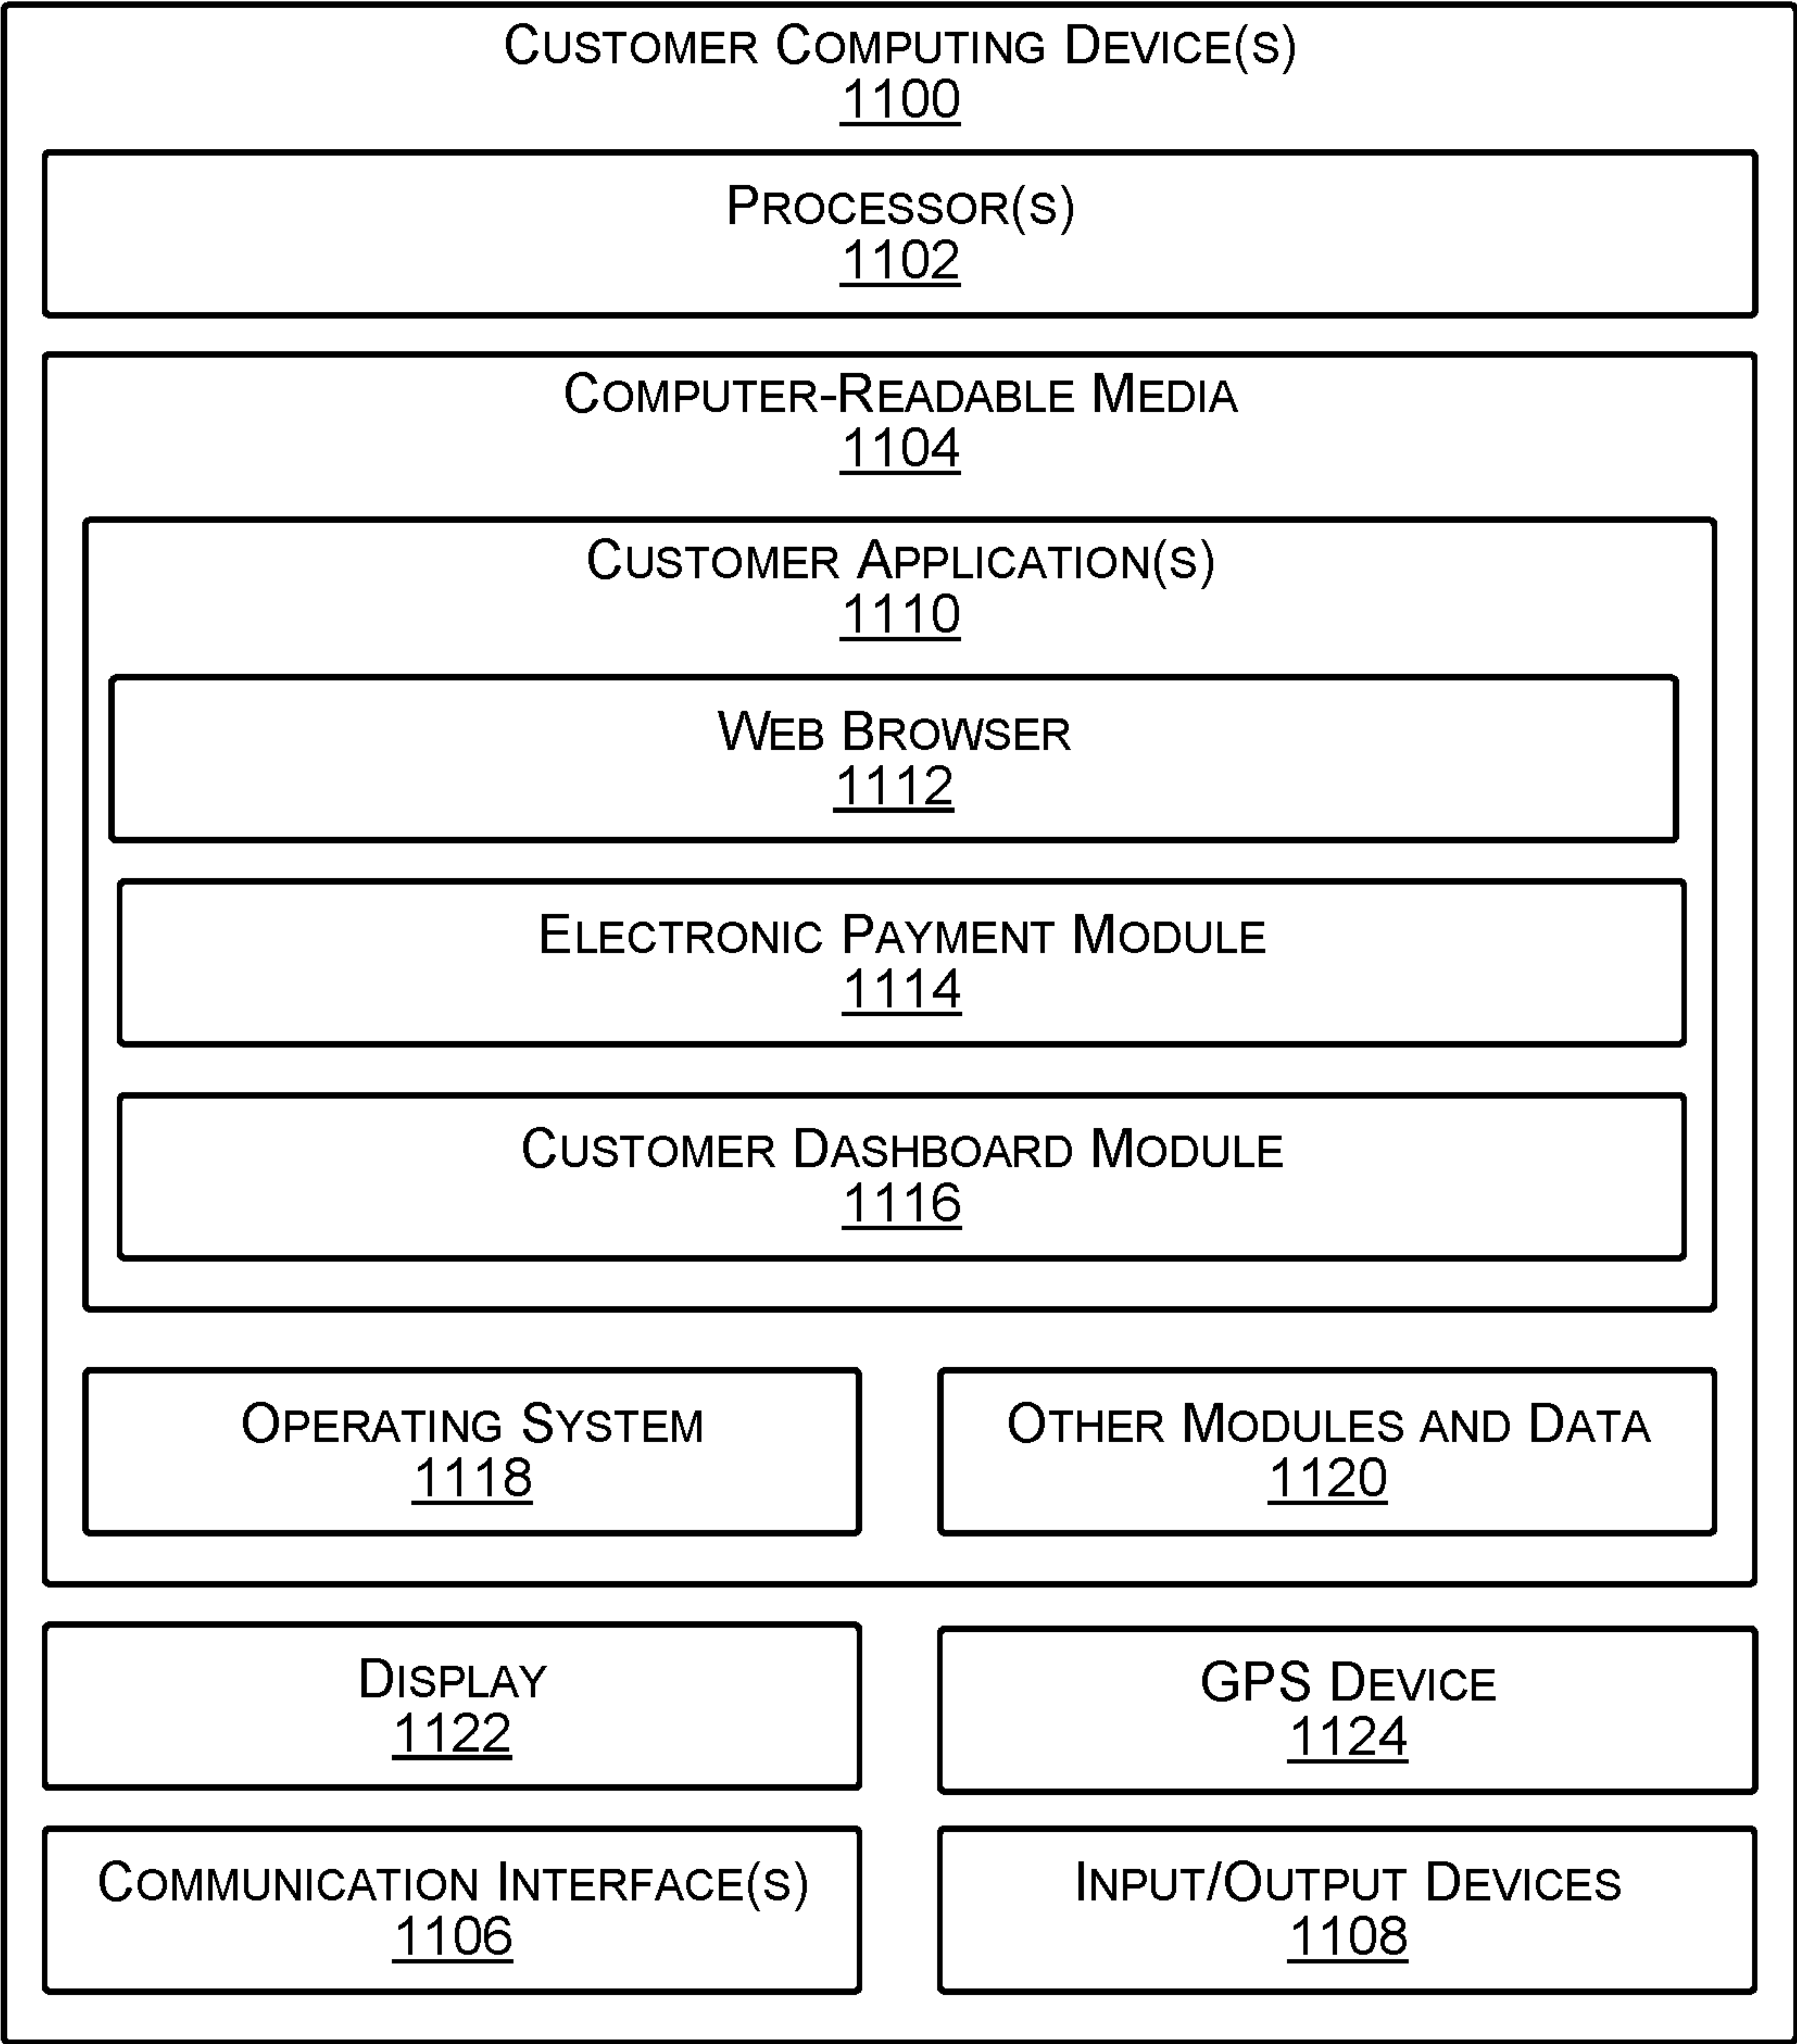 CUSTOMER COMPUTING DEVICE(S)
1100
PROCESSOR(S)
1102
COMPUTER-READABLE MEDIA
1104
CUSTOMER APPLICATION(S)
1110
WEB BROWSER
1112
ELECTRONIC PAYMENT MODULE
1114
CUSTOMER DASHBOARD MODULE
1116
OPERATING SYSTEM
1118
OTHER MODULES AND DATA
1120
DISPLAY
1122
GPS DEVICE
1124
COMMUNICATION INTERFACE(S)
1106
INPUT/OUTPUT DEVICES
1108